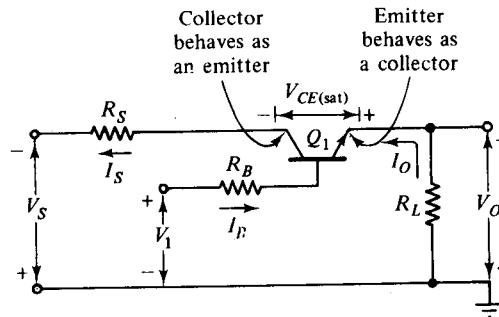 Collector
behaves as
an emitter
Emitter
behaves as
a collector
− V_CE(sat) +
R_S
Q_1
I_S
I_O
R_B
+
I_B
R_L
−
V_S
+
V_1
−
−
V_O
+